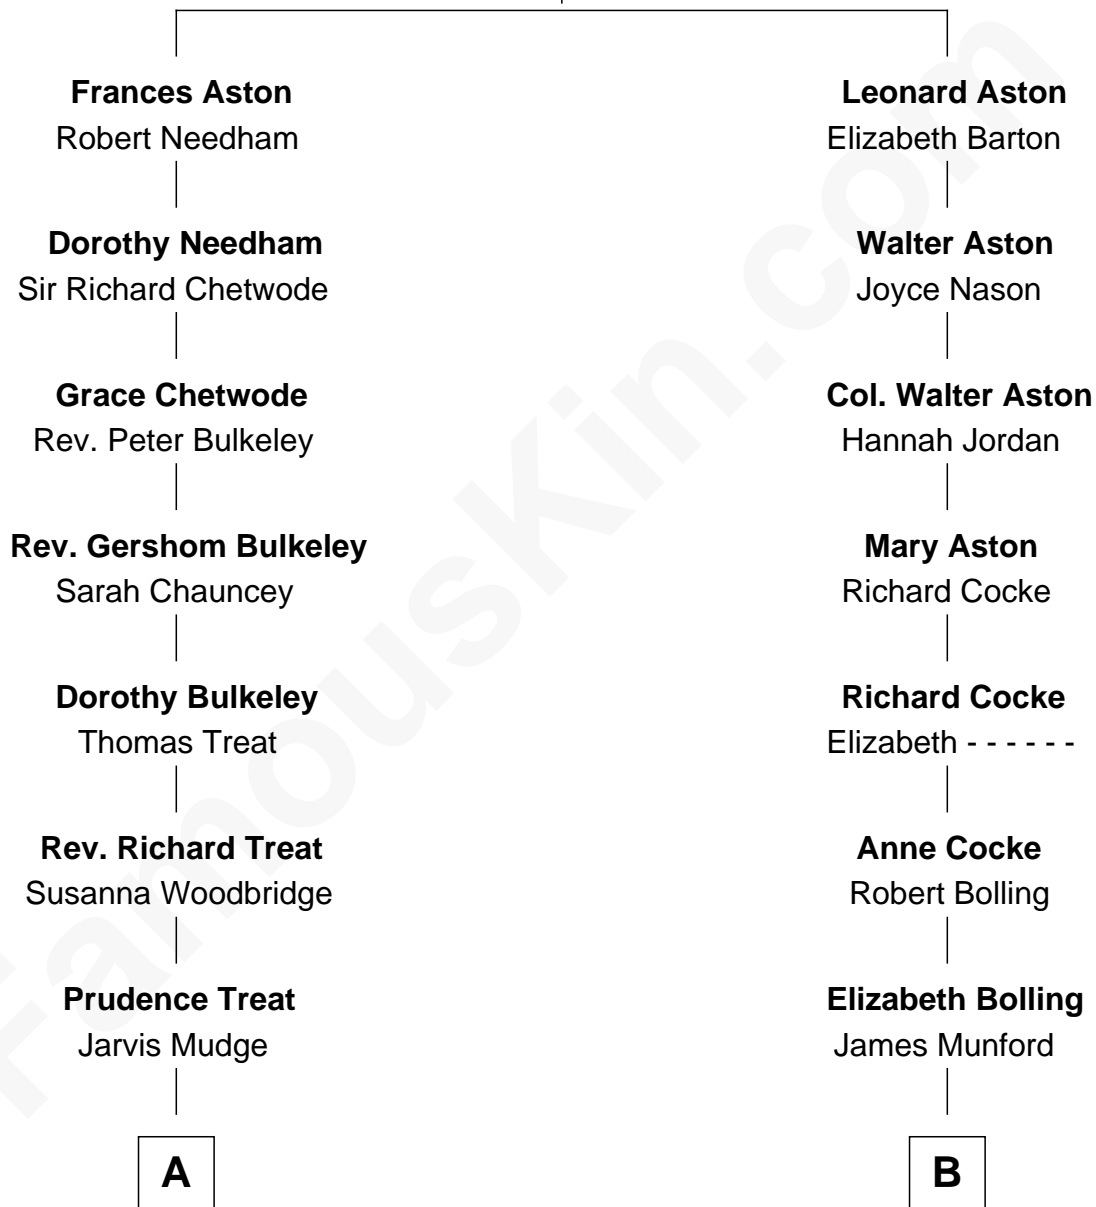 Frances Aston
Robert Needham
Leonard Aston
Elizabeth Barton
Dorothy Needham
Sir Richard Chetwode
Walter Aston
Joyce Nason
Grace Chetwode
Rev. Peter Bulkeley
Col. Walter Aston
Hannah Jordan
Rev. Gershom Bulkeley
Sarah Chauncey
Mary Aston
Richard Cocke
Dorothy Bulkeley
Thomas Treat
Richard Cocke
Elizabeth - - - - - -
Rev. Richard Treat
Susanna Woodbridge
Anne Cocke
Robert Bolling
Prudence Treat
Jarvis Mudge
Elizabeth Bolling
James Munford
A
B
FamousKin.com